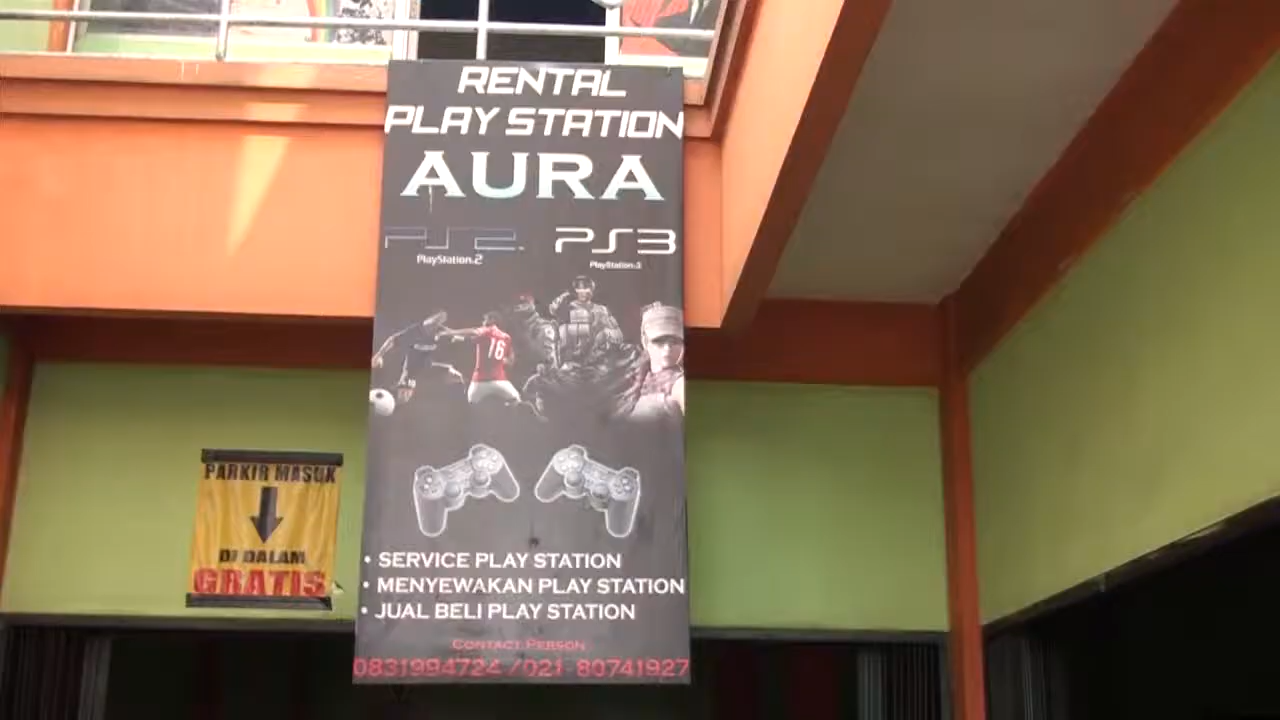 RENTAL
PLAY STATION
AURA
PS2
PlayStation.2
PS3
PlayStation.3
16
PARKIR MASUK
DI DALAM
GRATIS
• SERVICE PLAY STATION
• MENYEWAKAN PLAY STATION
• JUAL BELI PLAY STATION
CONTACT PERSON
0831994724 /021- 80741927